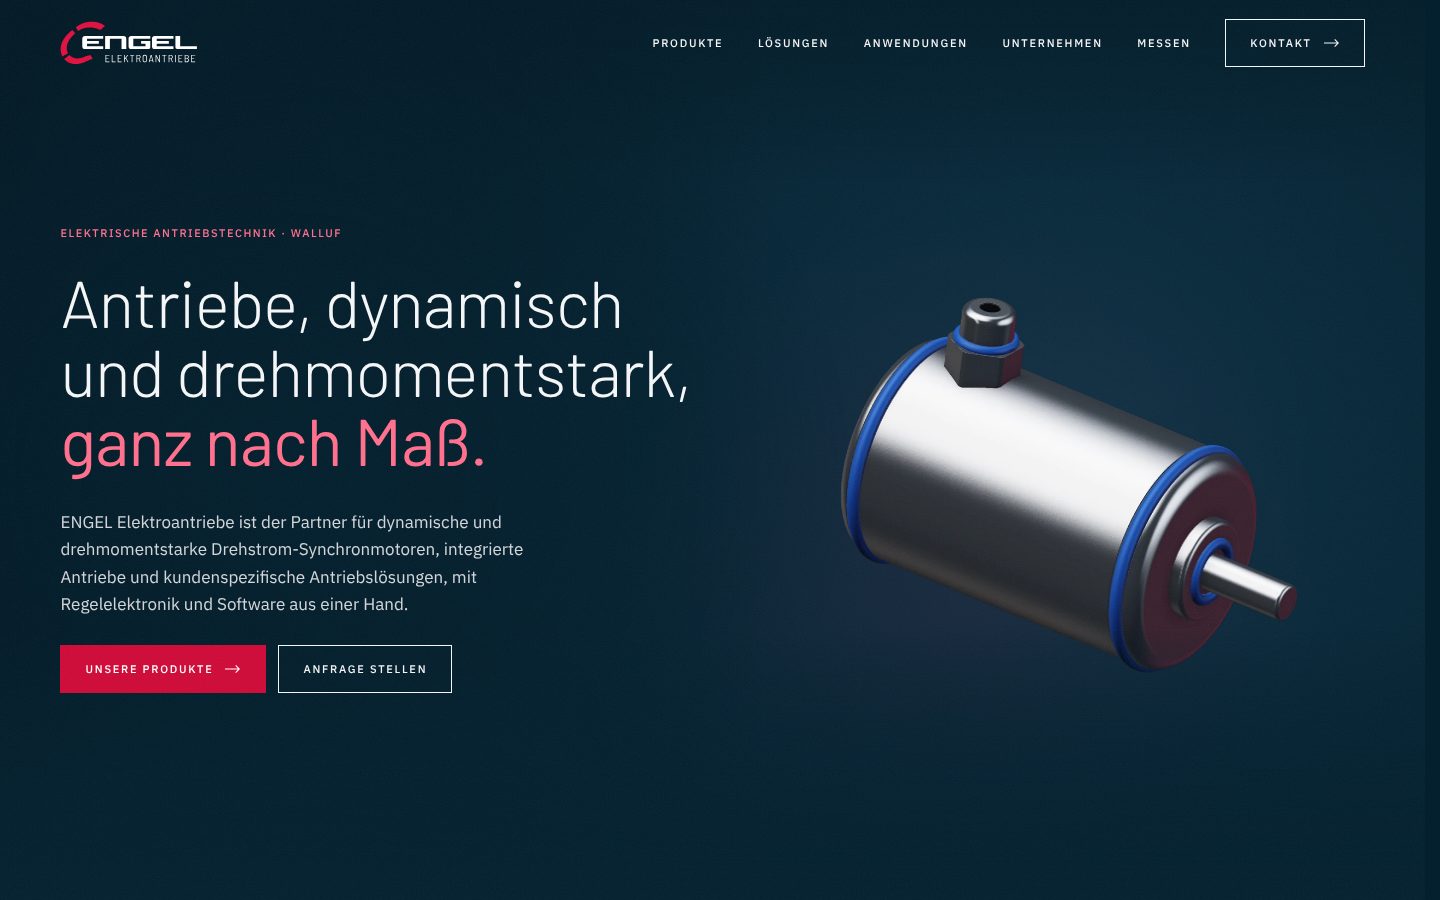 ENGEL
ELEKTROANTRIEBE
PRODUKTE
LÖSUNGEN
ANWENDUNGEN
UNTERNEHMEN
MESSEN
KONTAKT
ELEKTRISCHE ANTRIEBSTECHNIK · WALLUF
Antriebe, dynamisch
und drehmomentstark,
ganz nach Maß.
ENGEL Elektroantriebe ist der Partner für dynamische und
drehmomentstarke Drehstrom-Synchronmotoren, integrierte
Antriebe und kundenspezifische Antriebslösungen, mit
Regelelektronik und Software aus einer Hand.
UNSERE PRODUKTE
ANFRAGE STELLEN